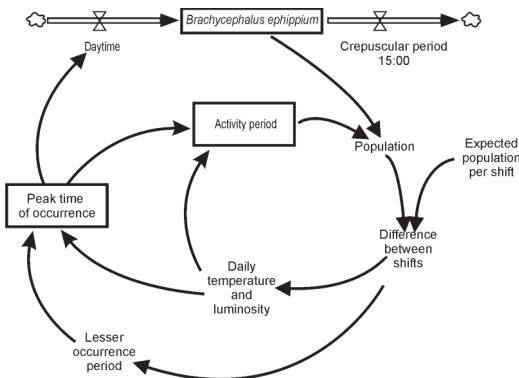 Brachycephalus ephippium
Daytime
Crepuscular period
15:00
Activity period
Population
Expected
population
per shift
Peak time
of occurrence
Difference
between
shifts
Daily
temperature
and
luminosity
Lesser
occurrence
period